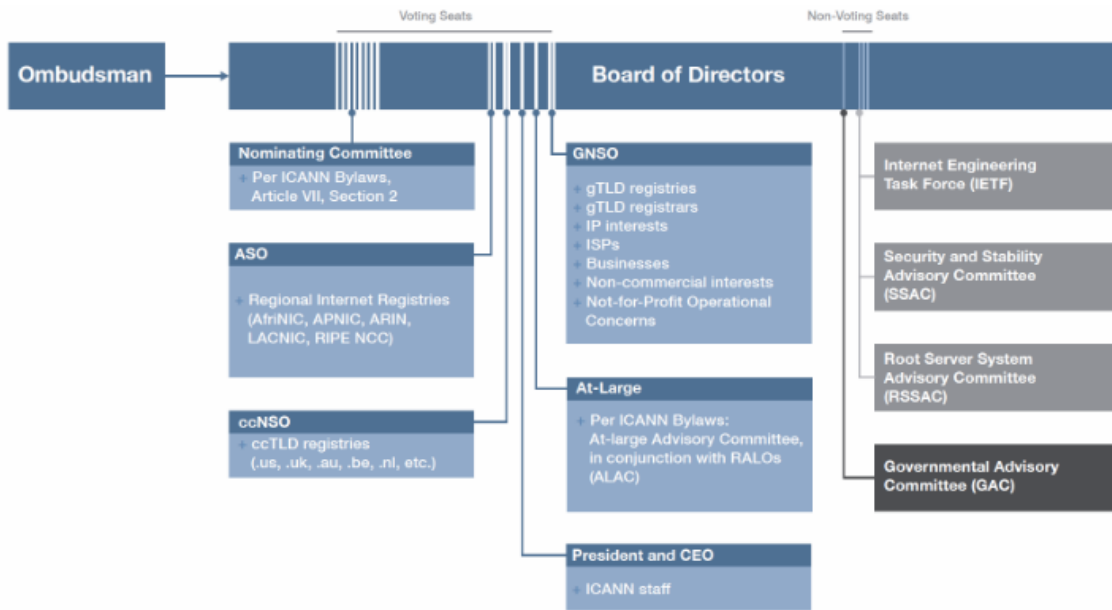 Voting Seats
Non-Voting Seats
Ombudsman
Board of Directors
Nominating Committee
+ Per ICANN Bylaws,
Article VII, Section 2
ASO
+ Regional Internet Registries
(AfriNIC, APNIC, ARIN,
LACNIC, RIPE NCC)
ccNSO
+ ccTLD registries
(.us, .uk, .au, .be, .nl, etc.)
GNSO
+ gTLD registries
+ gTLD registrars
+ IP interests
+ ISPs
+ Businesses
+ Non-commercial interests
+ Not-for-Profit Operational
Concerns
At-Large
+ Per ICANN Bylaws:
At-large Advisory Committee,
in conjunction with RALOs
(ALAC)
President and CEO
+ ICANN staff
Internet Engineering
Task Force (IETF)
Security and Stability
Advisory Committee
(SSAC)
Root Server System
Advisory Committee
(RSSAC)
Governmental Advisory
Committee (GAC)